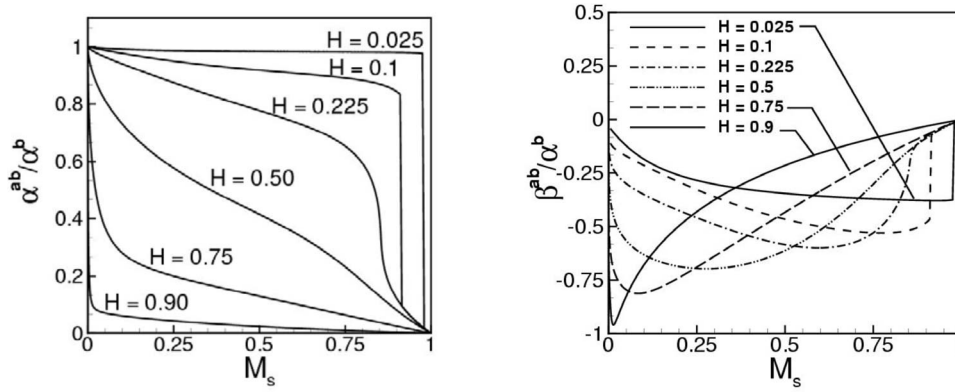 α^ab/α^b
1
0.8
0.6
0.4
0.2
0
H = 0.025
H = 0.1
H = 0.225
H = 0.50
H = 0.75
H = 0.90
0 0.25 0.5 0.75 1
M_s
β^ab/α^b
0.5
0.25
0
-0.25
-0.5
-0.75
-1
H = 0.025
H = 0.1
H = 0.225
H = 0.5
H = 0.75
H = 0.9
0 0.25 0.5 0.75
M_s